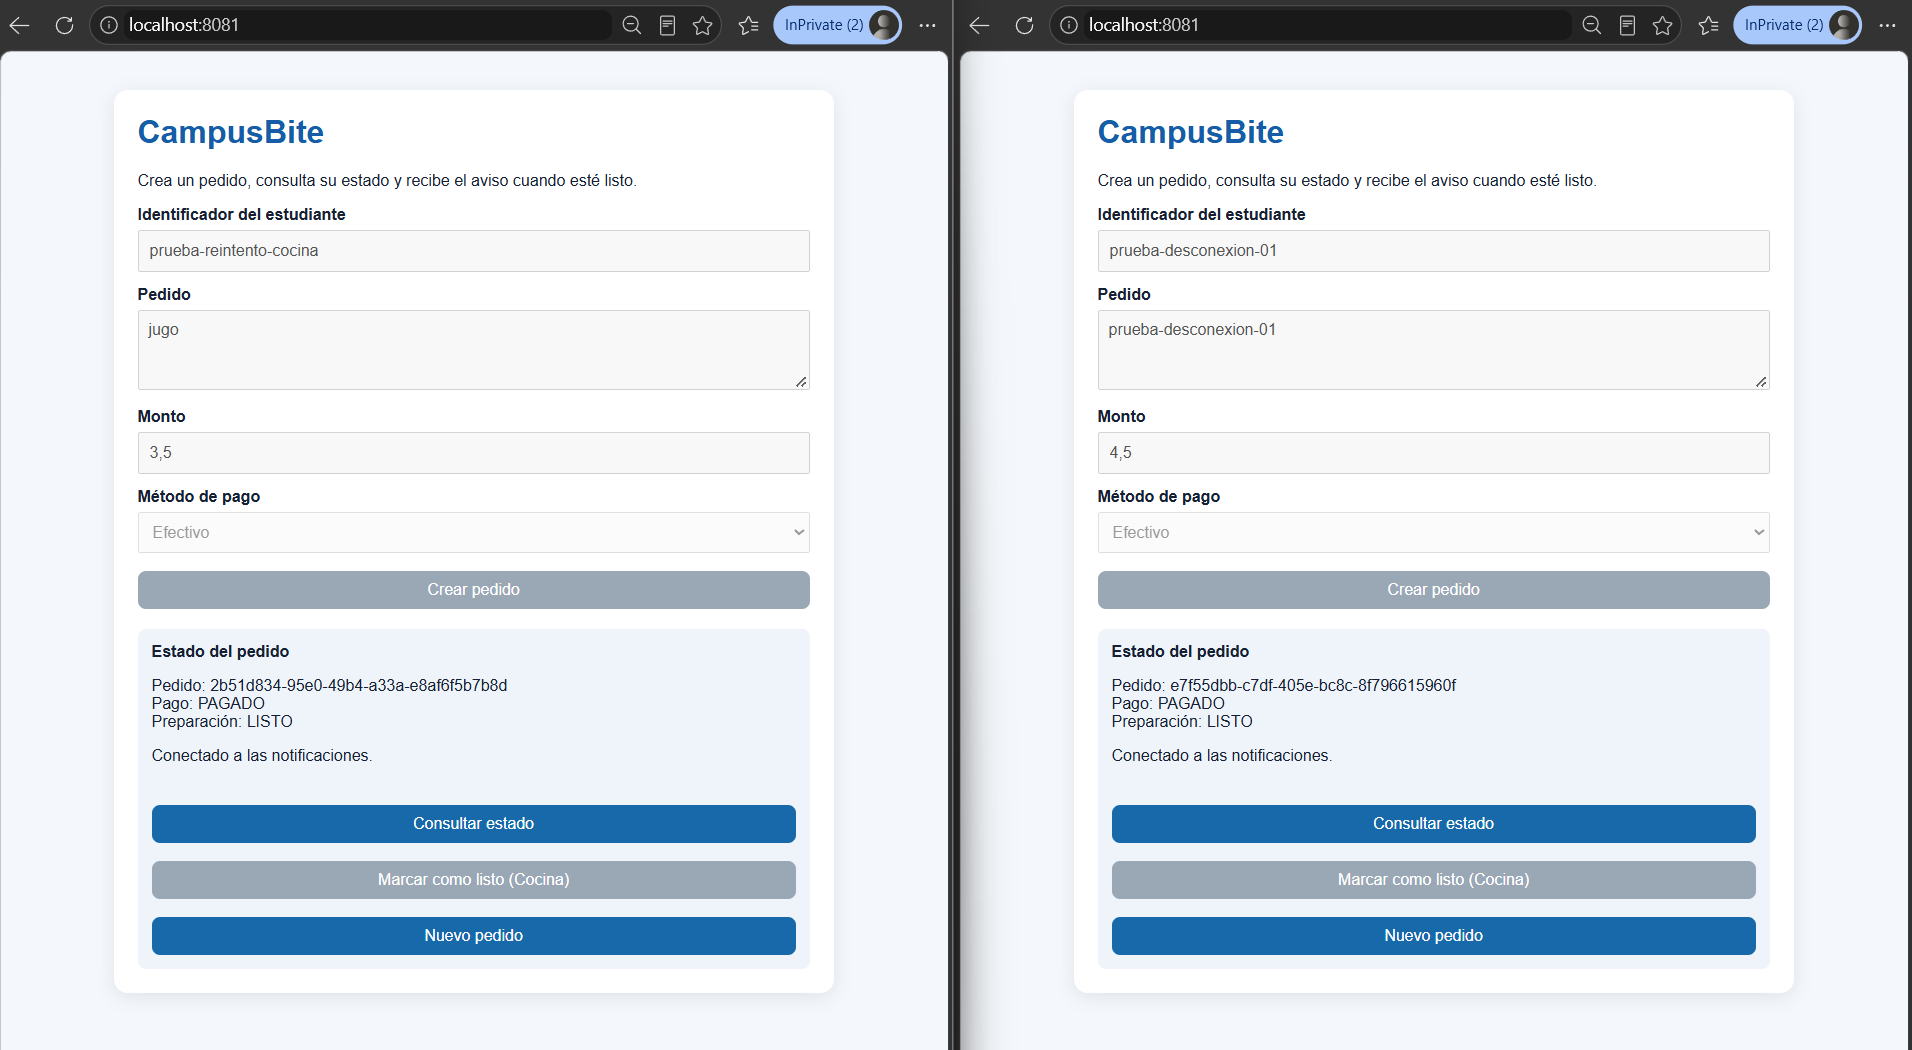 localhost:8081
InPrivate (2)
CampusBite
Crea un pedido, consulta su estado y recibe el aviso cuando esté listo.
Identificador del estudiante
prueba-reintento-cocina
Pedido
jugo
Monto
3,5
Método de pago
Efectivo
Crear pedido
Estado del pedido
Pedido: 2b51d834-95e0-49b4-a33a-e8af6f5b7b8d
Pago: PAGADO
Preparación: LISTO
Conectado a las notificaciones.
Consultar estado
Marcar como listo (Cocina)
Nuevo pedido
localhost:8081
InPrivate (2)
CampusBite
Crea un pedido, consulta su estado y recibe el aviso cuando esté listo.
Identificador del estudiante
prueba-desconexion-01
Pedido
prueba-desconexion-01
Monto
4,5
Método de pago
Efectivo
Crear pedido
Estado del pedido
Pedido: e7f55dbb-c7df-405e-bc8c-8f796615960f
Pago: PAGADO
Preparación: LISTO
Conectado a las notificaciones.
Consultar estado
Marcar como listo (Cocina)
Nuevo pedido